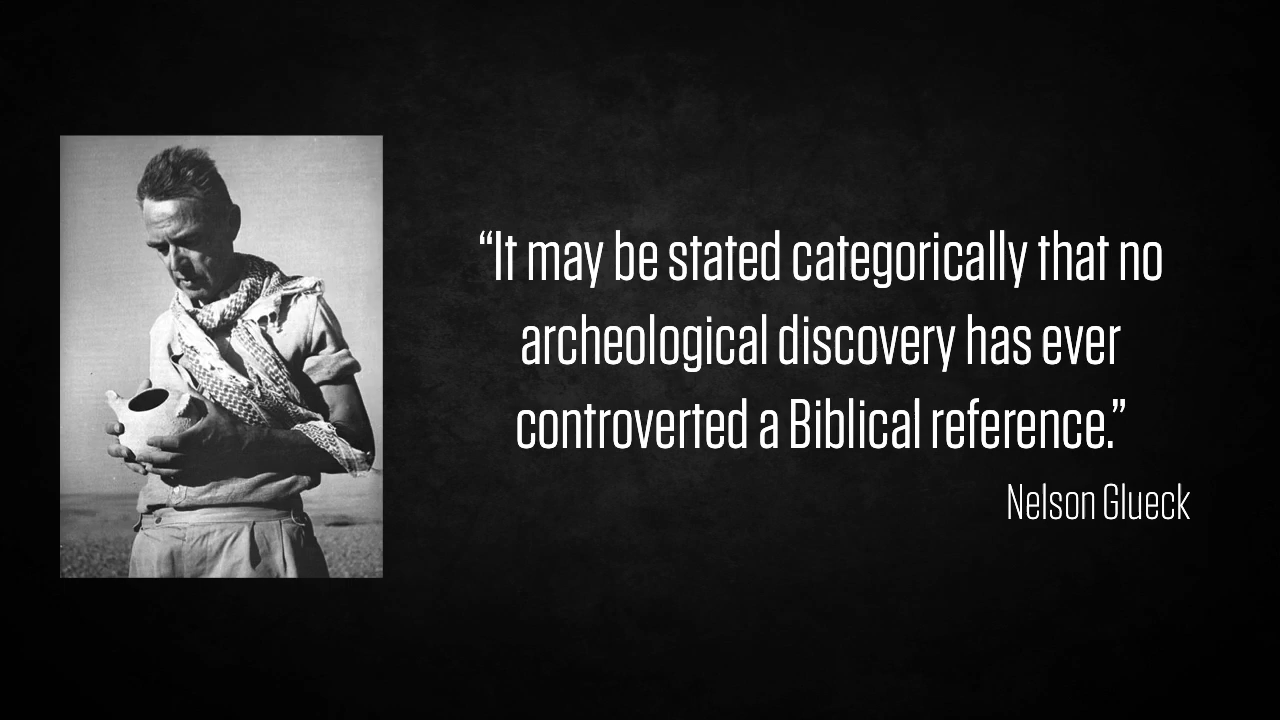 “It may be stated categorically that no
archeological discovery has ever
controverted a Biblical reference.”
Nelson Glueck